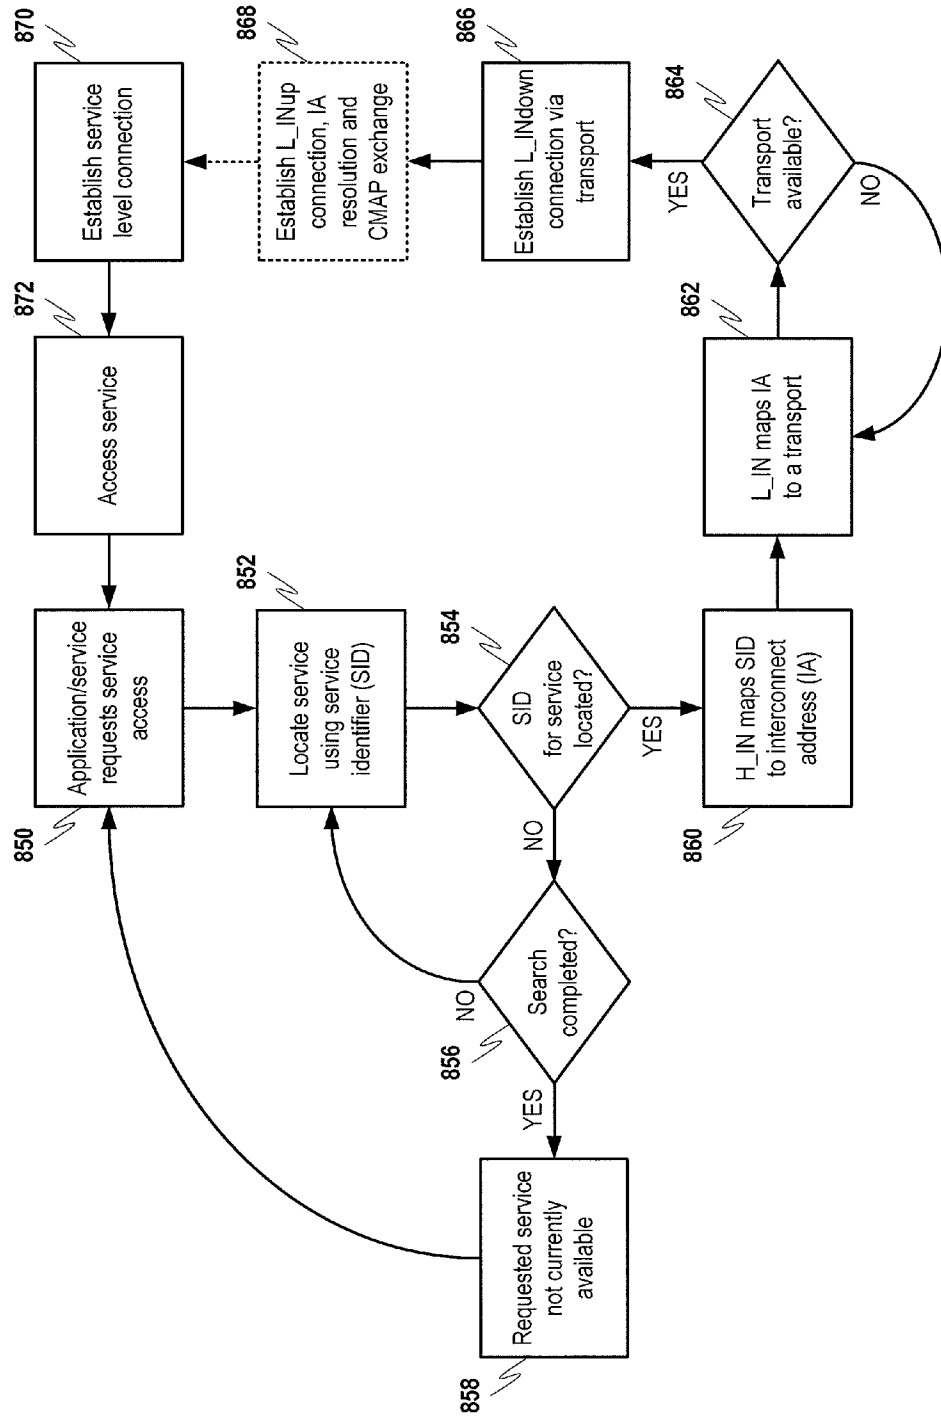 850
Application/service
requests service
access
852
Locate service
using service
identifier (SID)
854
SID
for service
located?
NO
YES
856
Search
completed?
NO
YES
858
Requested service
not currently
available
860
H_IN maps SID
to interconnect
address (IA)
862
L_IN maps IA
to a transport
864
Transport
available?
NO
YES
866
Establish L_INdown
connection via
transport
868
Establish L_INup
connection, IA
resolution and
CMAP exchange
870
Establish service
level connection
872
Access service